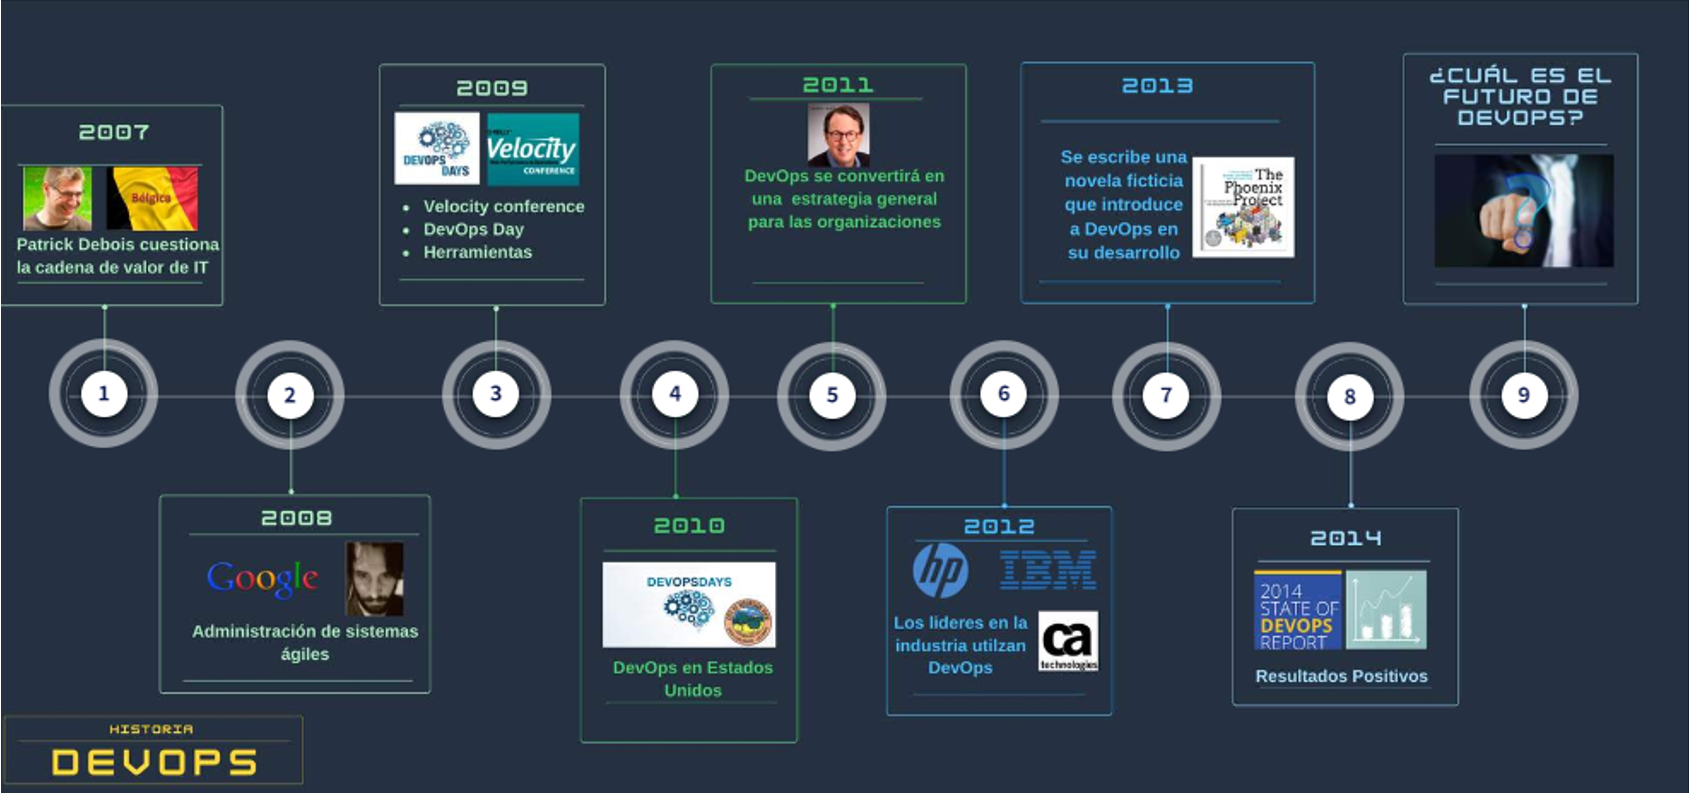 2007
Bélgica
Patrick Debois cuestiona
la cadena de valor de IT
2009
DEVOPS
DAYS
Velocity
CONFERENCE
• Velocity conference
• DevOps Day
• Herramientas
2011
DevOps se convertirá en
una estrategia general
para las organizaciones
2013
Se escribe una
novela ficticia
que introduce
a DevOps en
su desarrollo
The
Phoenix
Project
¿CUÁL ES EL
FUTURO DE
DEVOPS?
?
1
2
3
4
5
6
7
8
9
2008
Google
Administración de sistemas
ágiles
2010
DEVOPSDAYS
DevOps en Estados
Unidos
2012
hp IBM
Los lideres en la
industria utilzan
DevOps
ca
technologies
2014
2014
STATE OF
DEVOPS
REPORT
Resultados Positivos
HISTORIA
DEVOPS